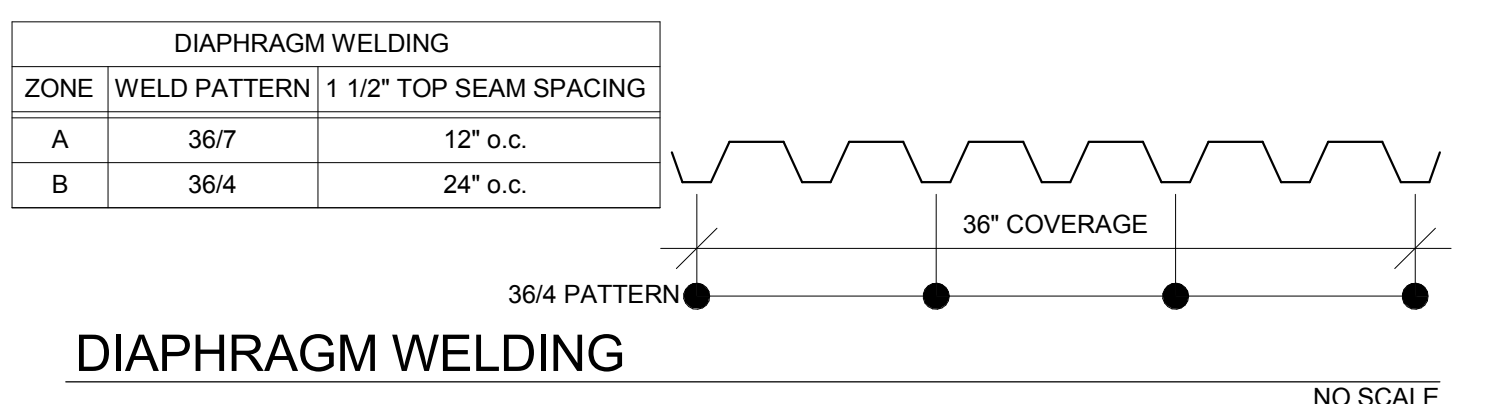 DIAPHRAGM WELDING
ZONE WELD PATTERN 1 1/2" TOP SEAM SPACING
A 36/7 12" o.c.
B 36/4 24" o.c.
36" COVERAGE
36/4 PATTERN
DIAPHRAGM WELDING
NO SCALE